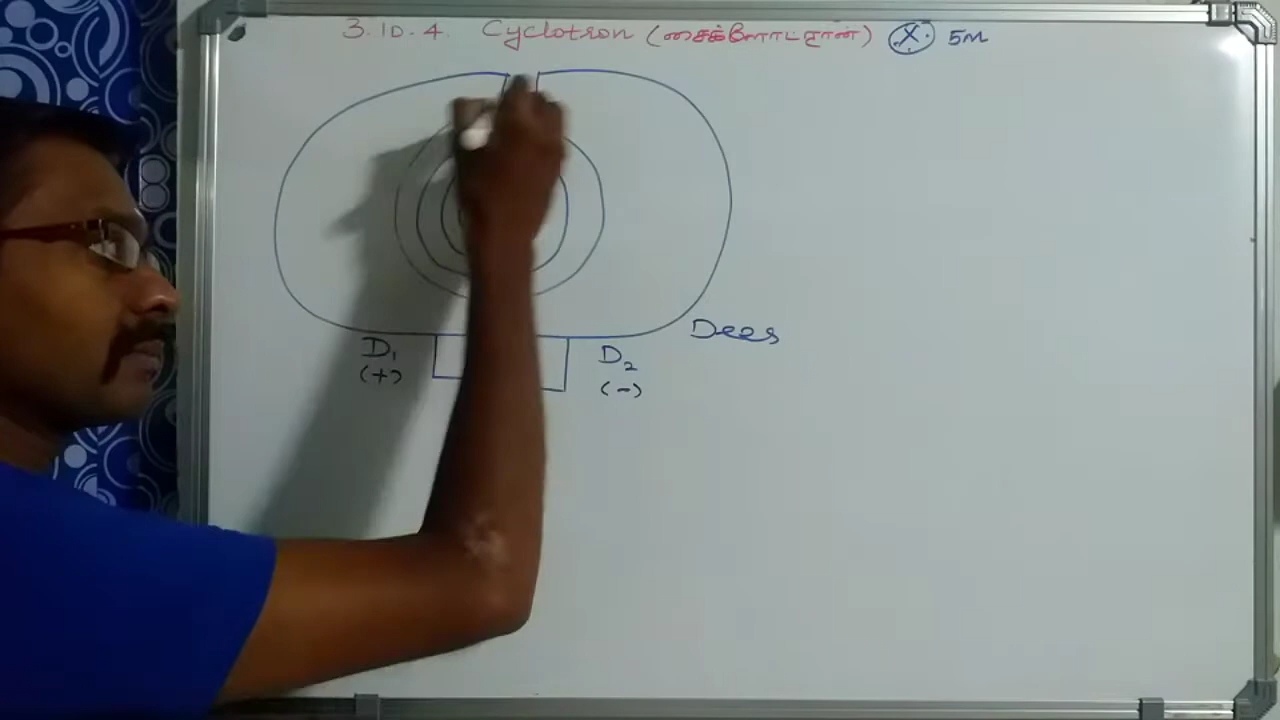 3.10.4. Cyclotron (சைக்ளோட்ரான்) (X) 5M
Dees
D₁ D₂
(+) (-)